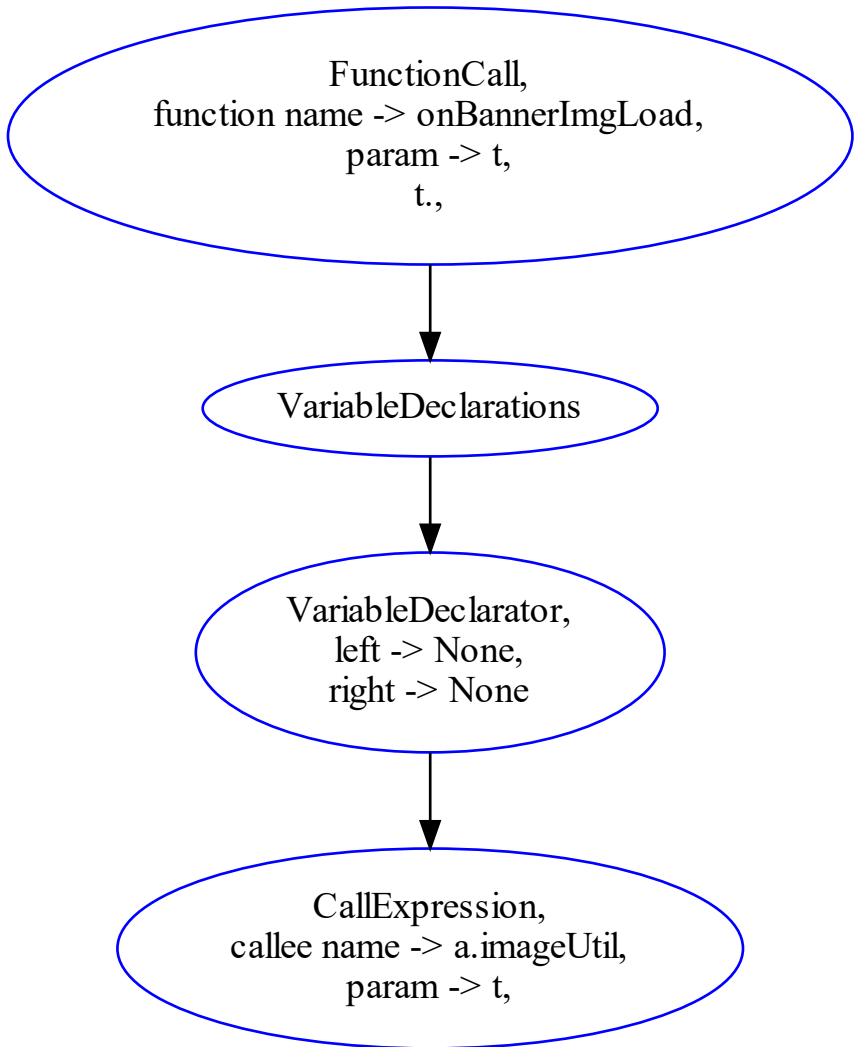 FunctionCall,
function name -> onBannerImgLoad,
param -> t,
t.,
VariableDeclarations
VariableDeclarator,
left -> None,
right -> None
CallExpression,
callee name -> a.imageUtil,
param -> t,